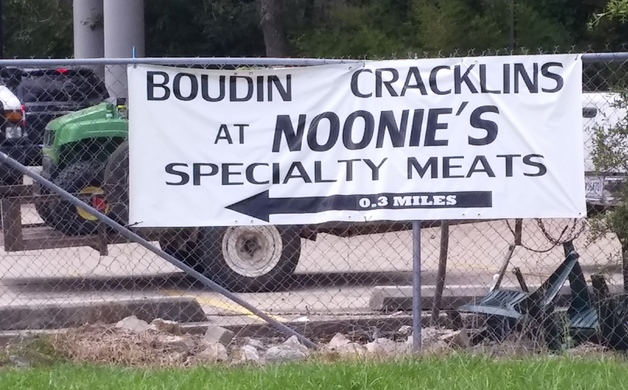 BOUDIN CRACKLINS
AT NOONIE'S
SPECIALTY MEATS
0.3 MILES